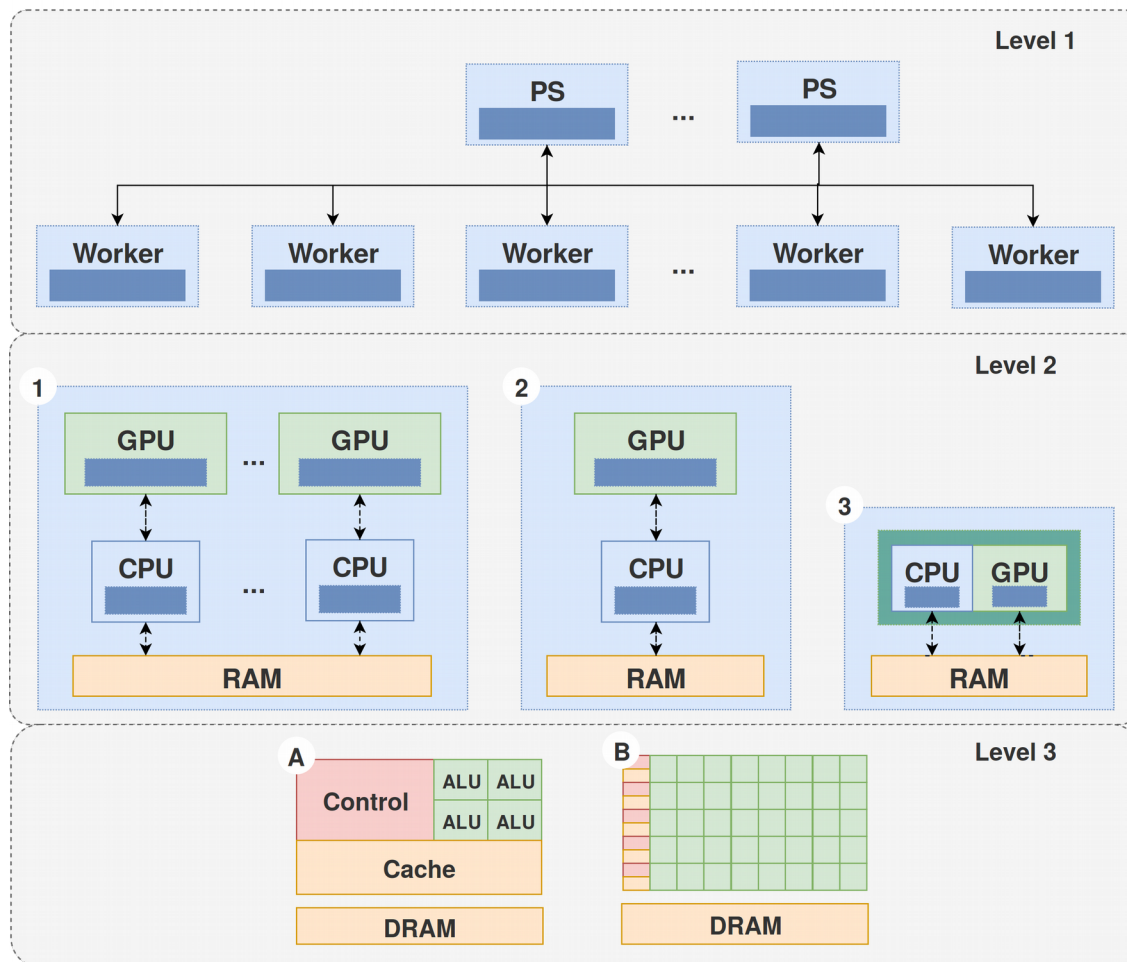 Level 1
PS
...
PS
Worker
Worker
Worker
...
Worker
Worker
Level 2
1
GPU
...
GPU
CPU
...
CPU
RAM
2
GPU
CPU
RAM
3
CPU
GPU
RAM
Level 3
A
Control
ALU
ALU
ALU
ALU
Cache
DRAM
B
DRAM